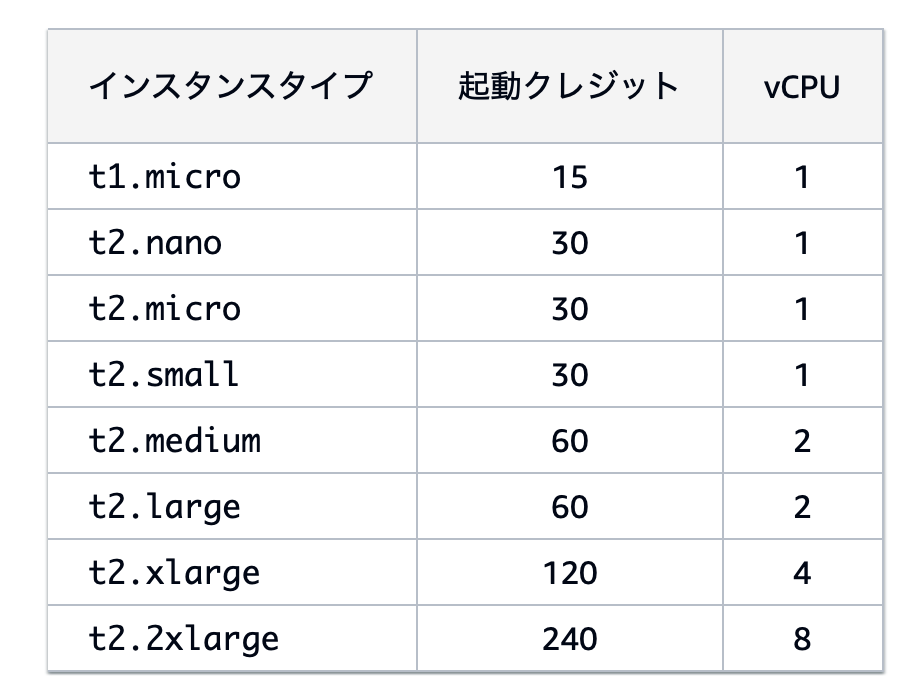 インスタンスタイプ 起動クレジット vCPU
t1.micro 15 1
t2.nano 30 1
t2.micro 30 1
t2.small 30 1
t2.medium 60 2
t2.large 60 2
t2.xlarge 120 4
t2.2xlarge 240 8